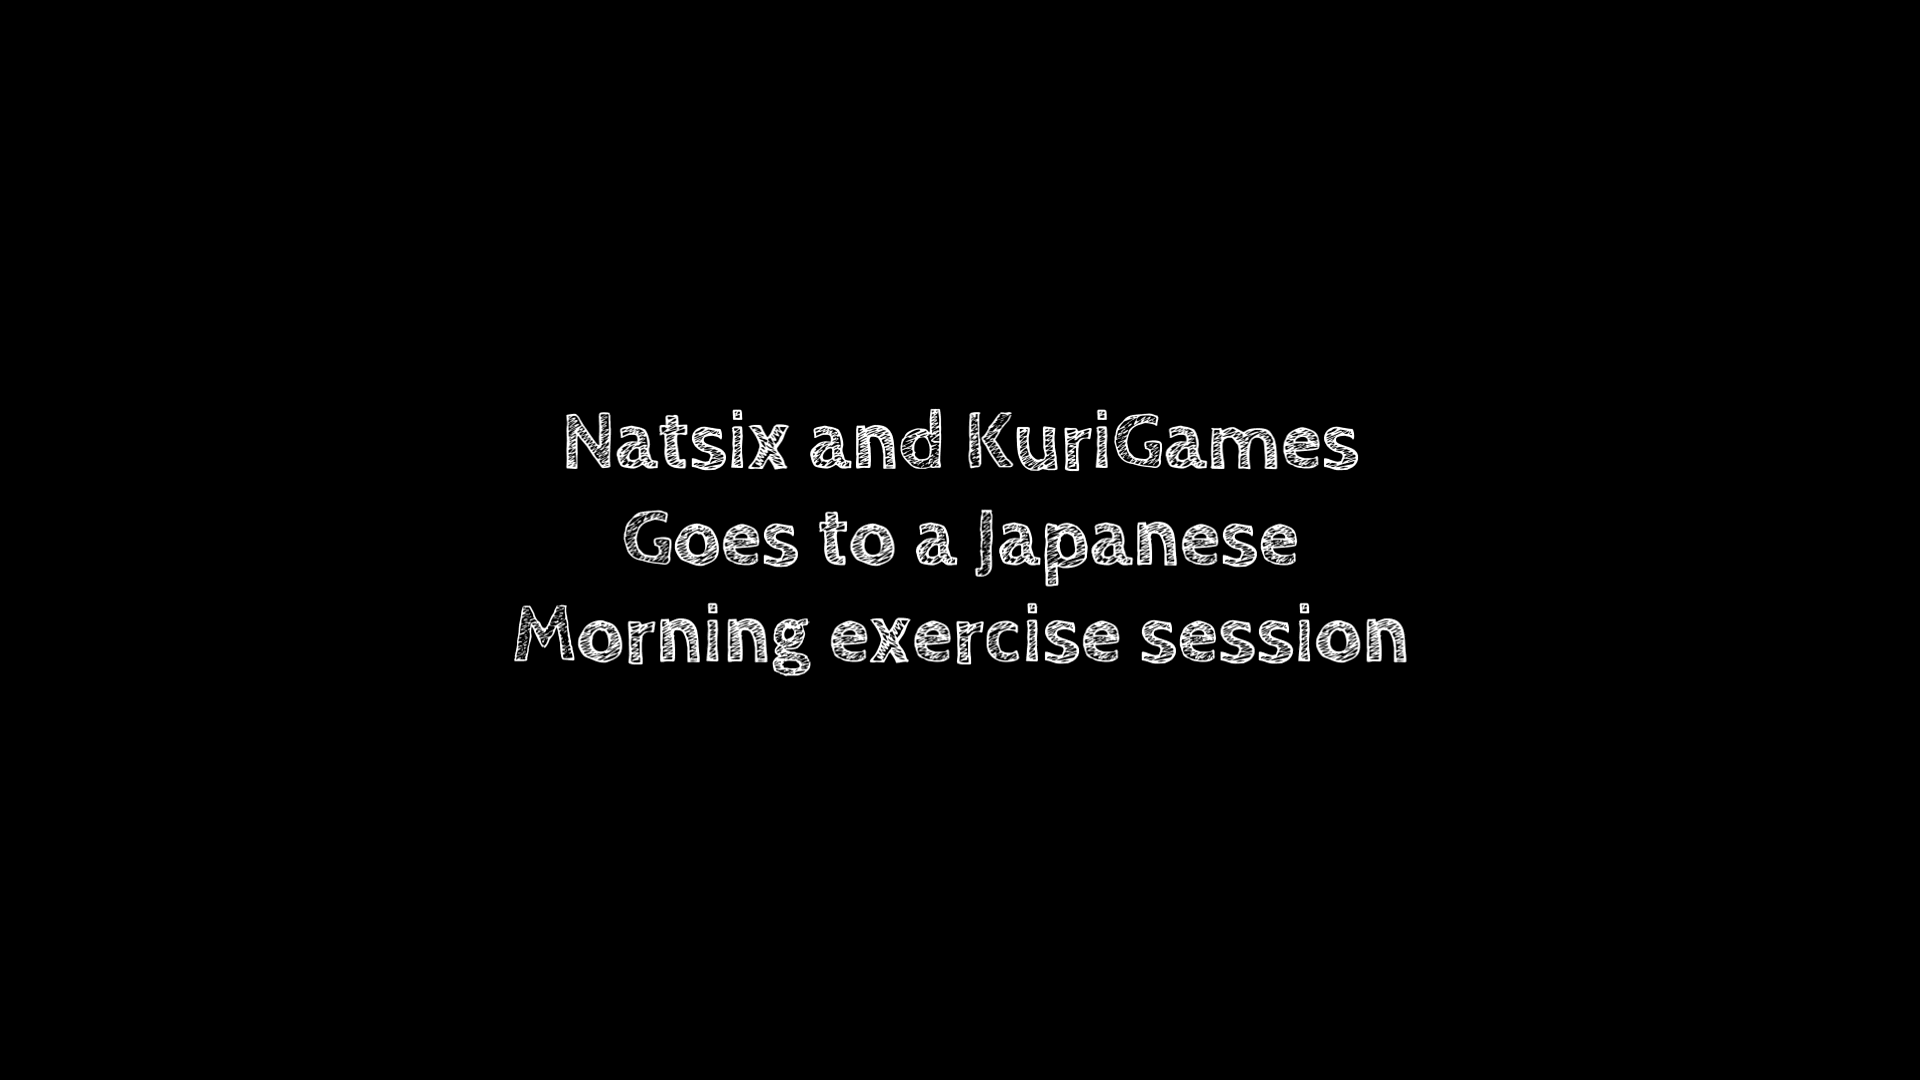 Natsix and KuriGames
Goes to a Japanese
Morning exercise session